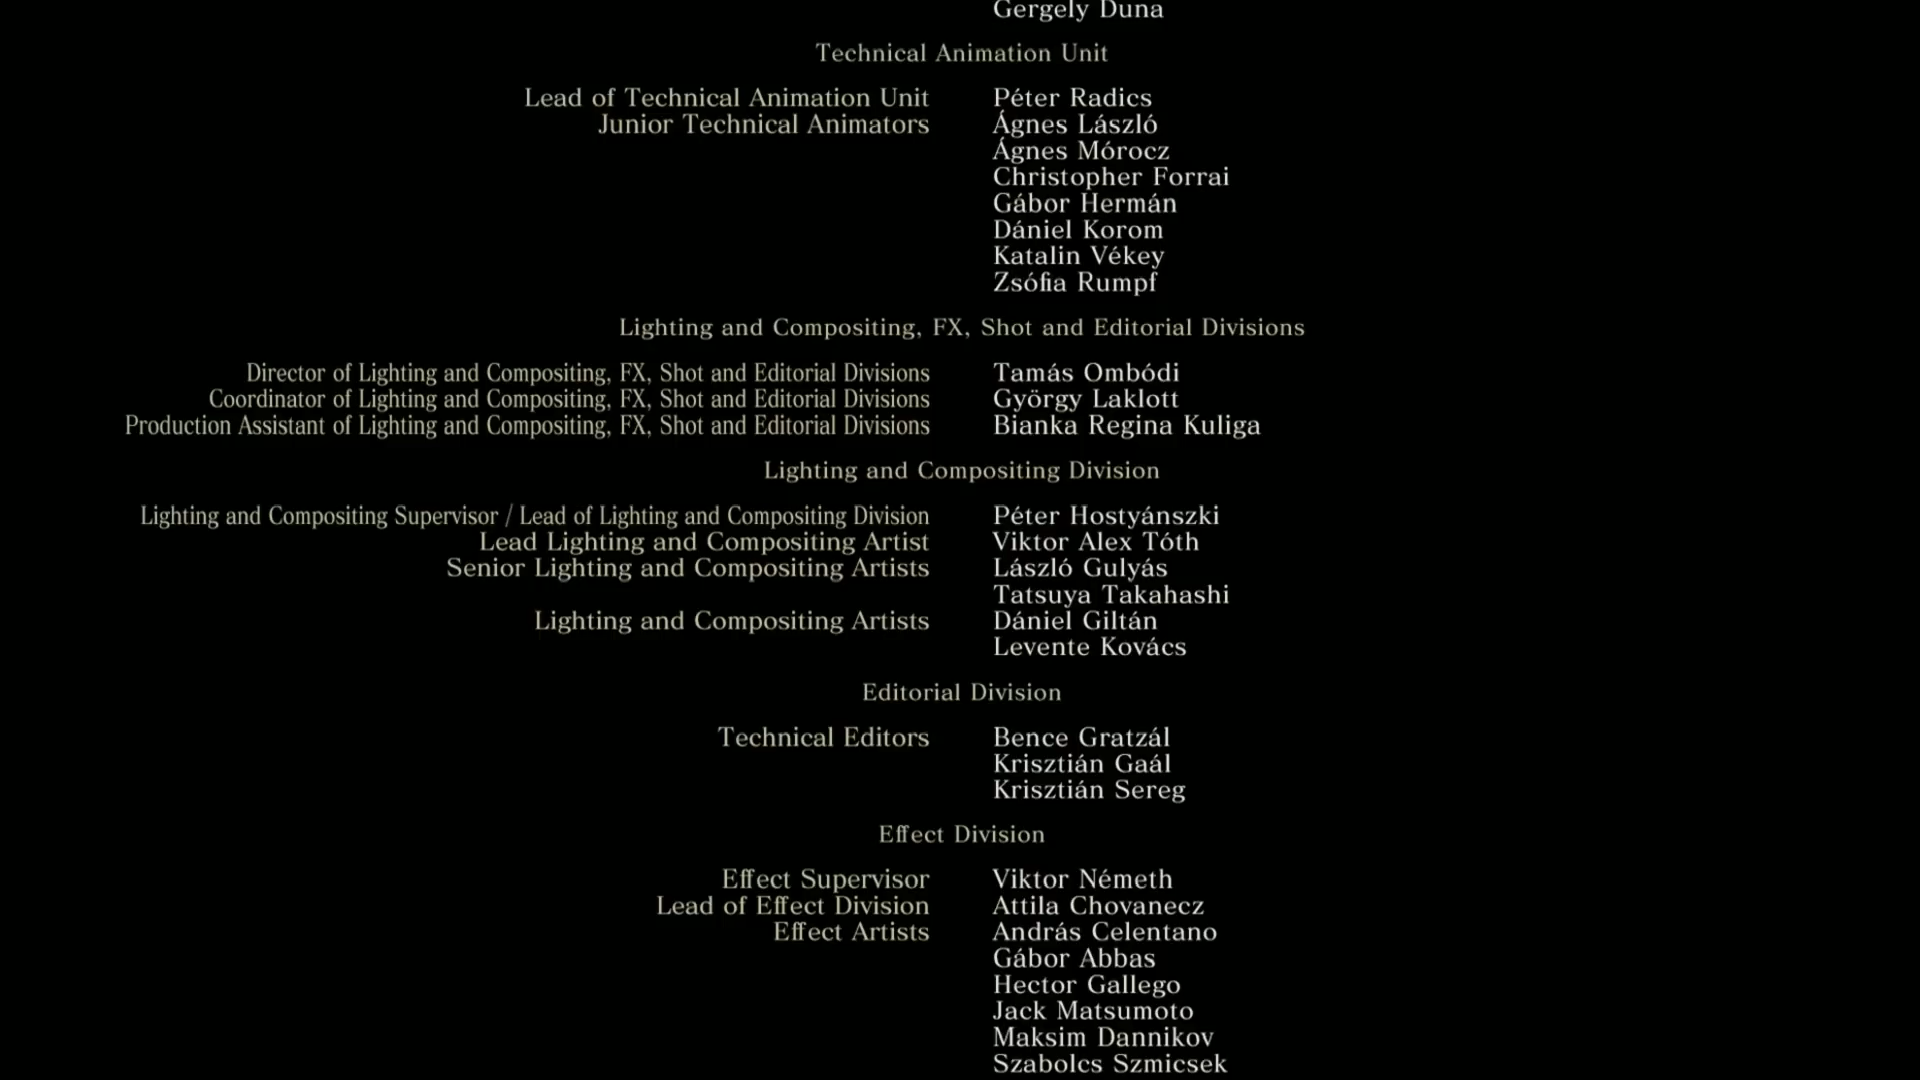 Gergely Duna
Technical Animation Unit
Lead of Technical Animation Unit Péter Radics
Junior Technical Animators Ágnes László
Ágnes Mórocz
Christopher Forrai
Gábor Hermán
Dániel Korom
Katalin Vékey
Zsófia Rumpf
Lighting and Compositing, FX, Shot and Editorial Divisions
Director of Lighting and Compositing, FX, Shot and Editorial Divisions Tamás Ombódi
Coordinator of Lighting and Compositing, FX, Shot and Editorial Divisions György Laklott
Production Assistant of Lighting and Compositing, FX, Shot and Editorial Divisions Bianka Regina Kuliga
Lighting and Compositing Division
Lighting and Compositing Supervisor / Lead of Lighting and Compositing Division Péter Hostyánszki
Lead Lighting and Compositing Artist Viktor Alex Tóth
Senior Lighting and Compositing Artists László Gulyás
Tatsuya Takahashi
Lighting and Compositing Artists Dániel Giltán
Levente Kovács
Editorial Division
Technical Editors Bence Gratzál
Krisztián Gaál
Krisztián Sereg
Effect Division
Effect Supervisor Viktor Németh
Lead of Effect Division Attila Chovanecz
Effect Artists András Celentano
Gábor Abbas
Hector Gallego
Jack Matsumoto
Maksim Dannikov
Szabolcs Szmicsek